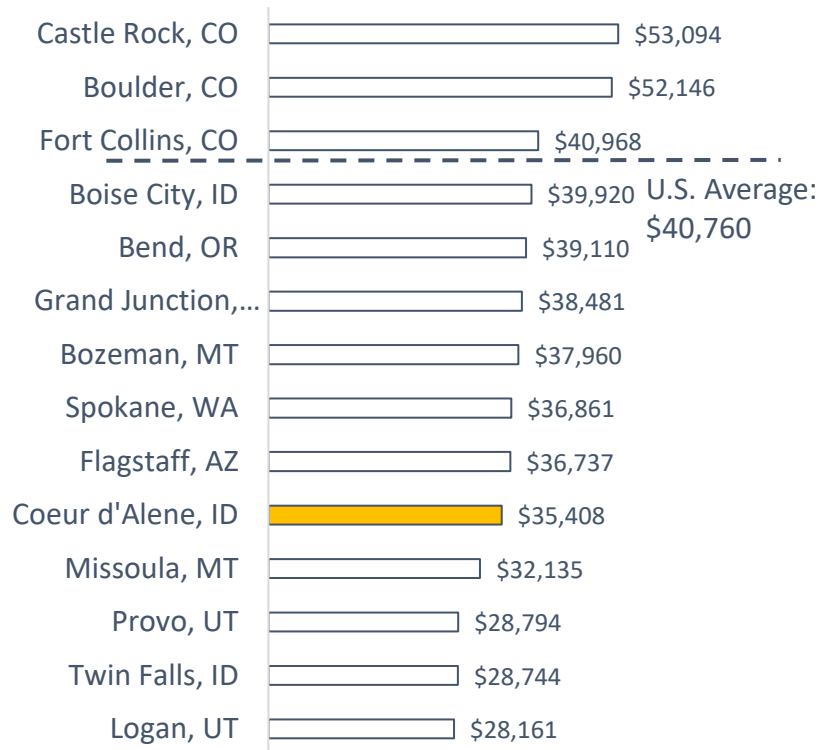 Castle Rock, CO $53,094
Boulder, CO $52,146
Fort Collins, CO $40,968
Boise City, ID $39,920 U.S. Average:
$40,760
Bend, OR $39,110
Grand Junction,... $38,481
Bozeman, MT $37,960
Spokane, WA $36,861
Flagstaff, AZ $36,737
Coeur d'Alene, ID $35,408
Missoula, MT $32,135
Provo, UT $28,794
Twin Falls, ID $28,744
Logan, UT $28,161